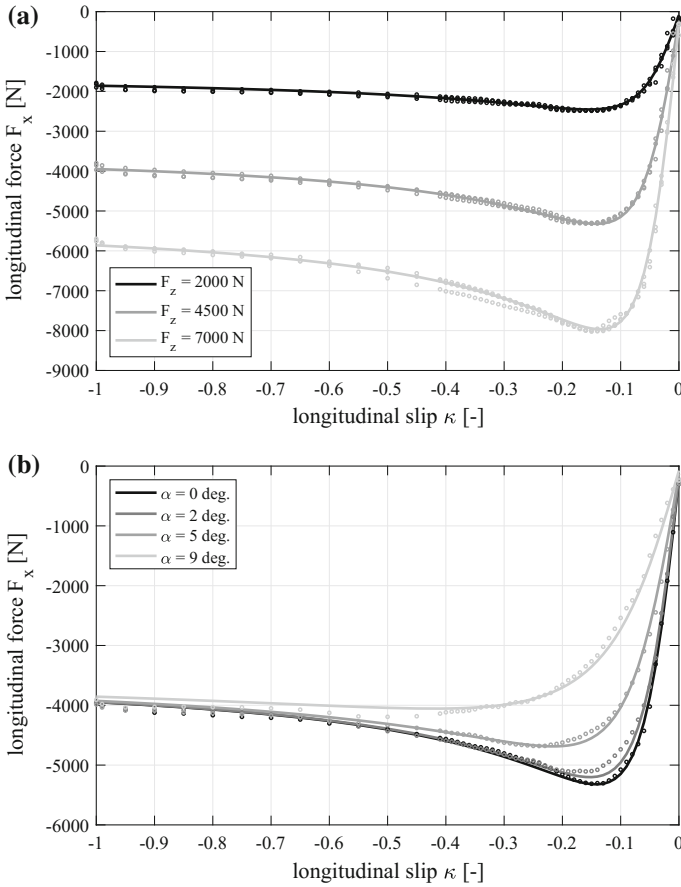 (a)
0
-1000
-2000
-3000
-4000
-5000
-6000
-7000
-8000
-9000
longitudinal force F_x [N]
F_z = 2000 N
F_z = 4500 N
F_z = 7000 N
-1 -0.9 -0.8 -0.7 -0.6 -0.5 -0.4 -0.3 -0.2 -0.1 0
longitudinal slip κ [-]
(b)
0
-1000
-2000
-3000
-4000
-5000
-6000
longitudinal force F_x [N]
α = 0 deg.
α = 2 deg.
α = 5 deg.
α = 9 deg.
-1 -0.9 -0.8 -0.7 -0.6 -0.5 -0.4 -0.3 -0.2 -0.1 0
longitudinal slip κ [-]